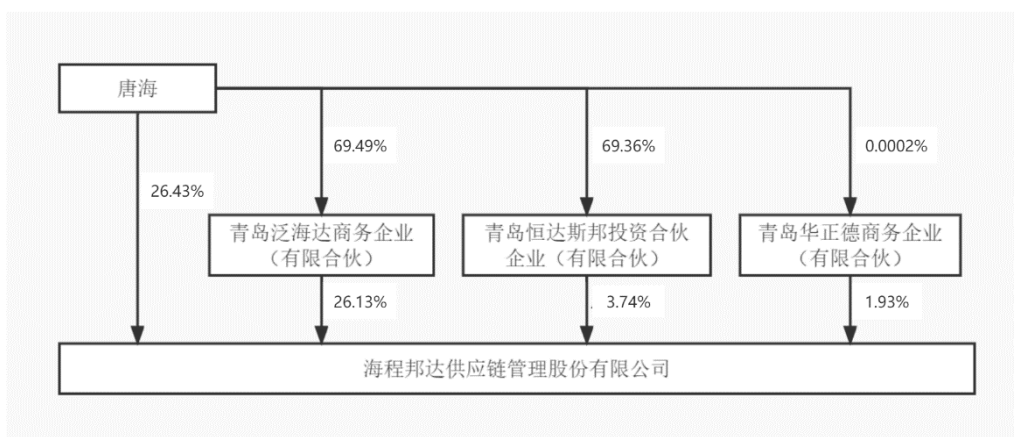 唐海
69.49%
69.36%
0.0002%
26.43%
青岛泛海达商务企业
（有限合伙）
青岛恒达斯邦投资合伙
企业（有限合伙）
青岛华正德商务企业
（有限合伙）
26.13%
3.74%
1.93%
海程邦达供应链管理股份有限公司